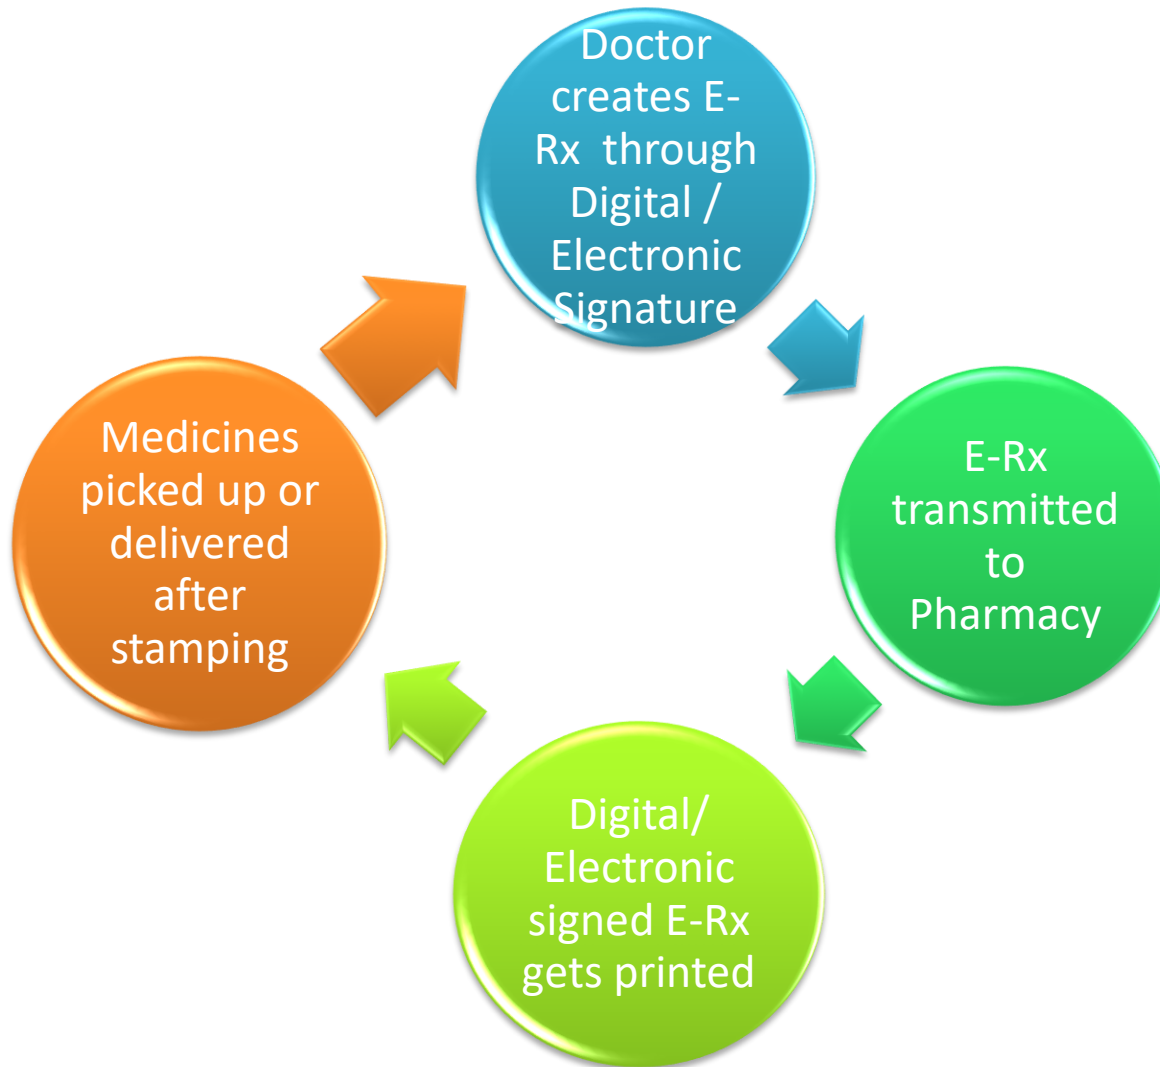 Doctor
creates E-
Rx through
Digital /
Electronic
Signature
E-Rx
transmitted
to
Pharmacy
Digital/
Electronic
signed E-Rx
gets printed
Medicines
picked up or
delivered
after
stamping